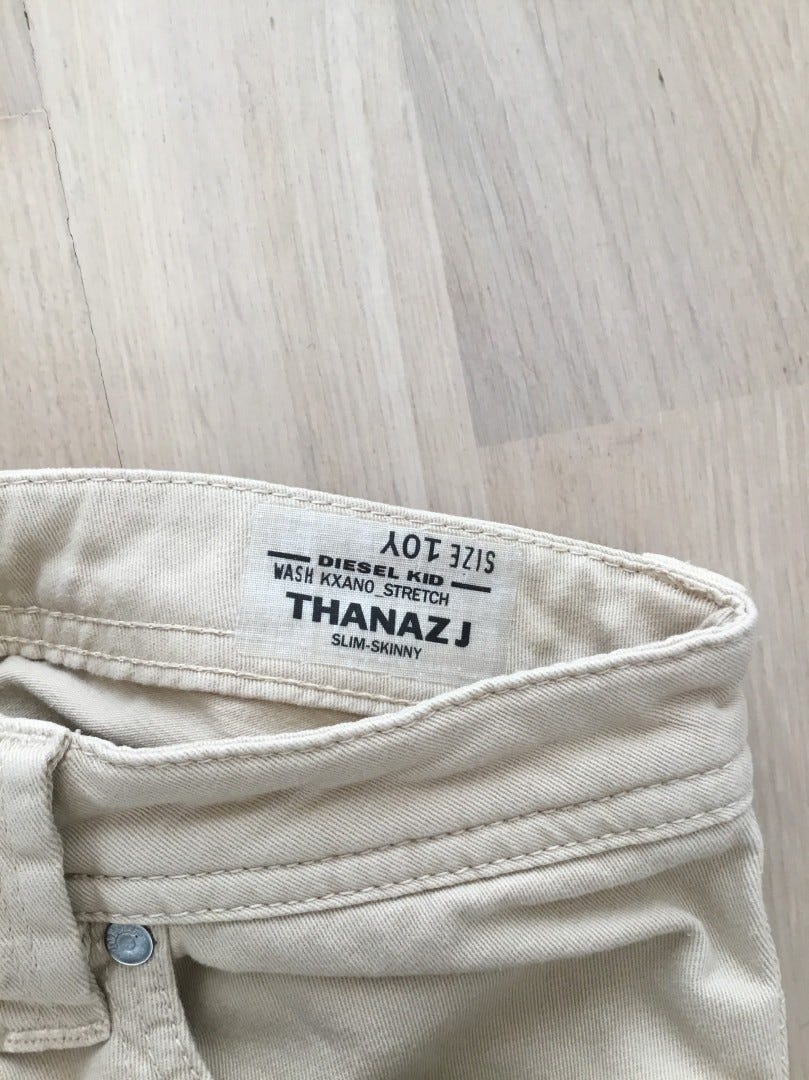 SIZE 10Y
DIESEL KID
WASH KXANO_STRETCH
THANAZ J
SLIM-SKINNY